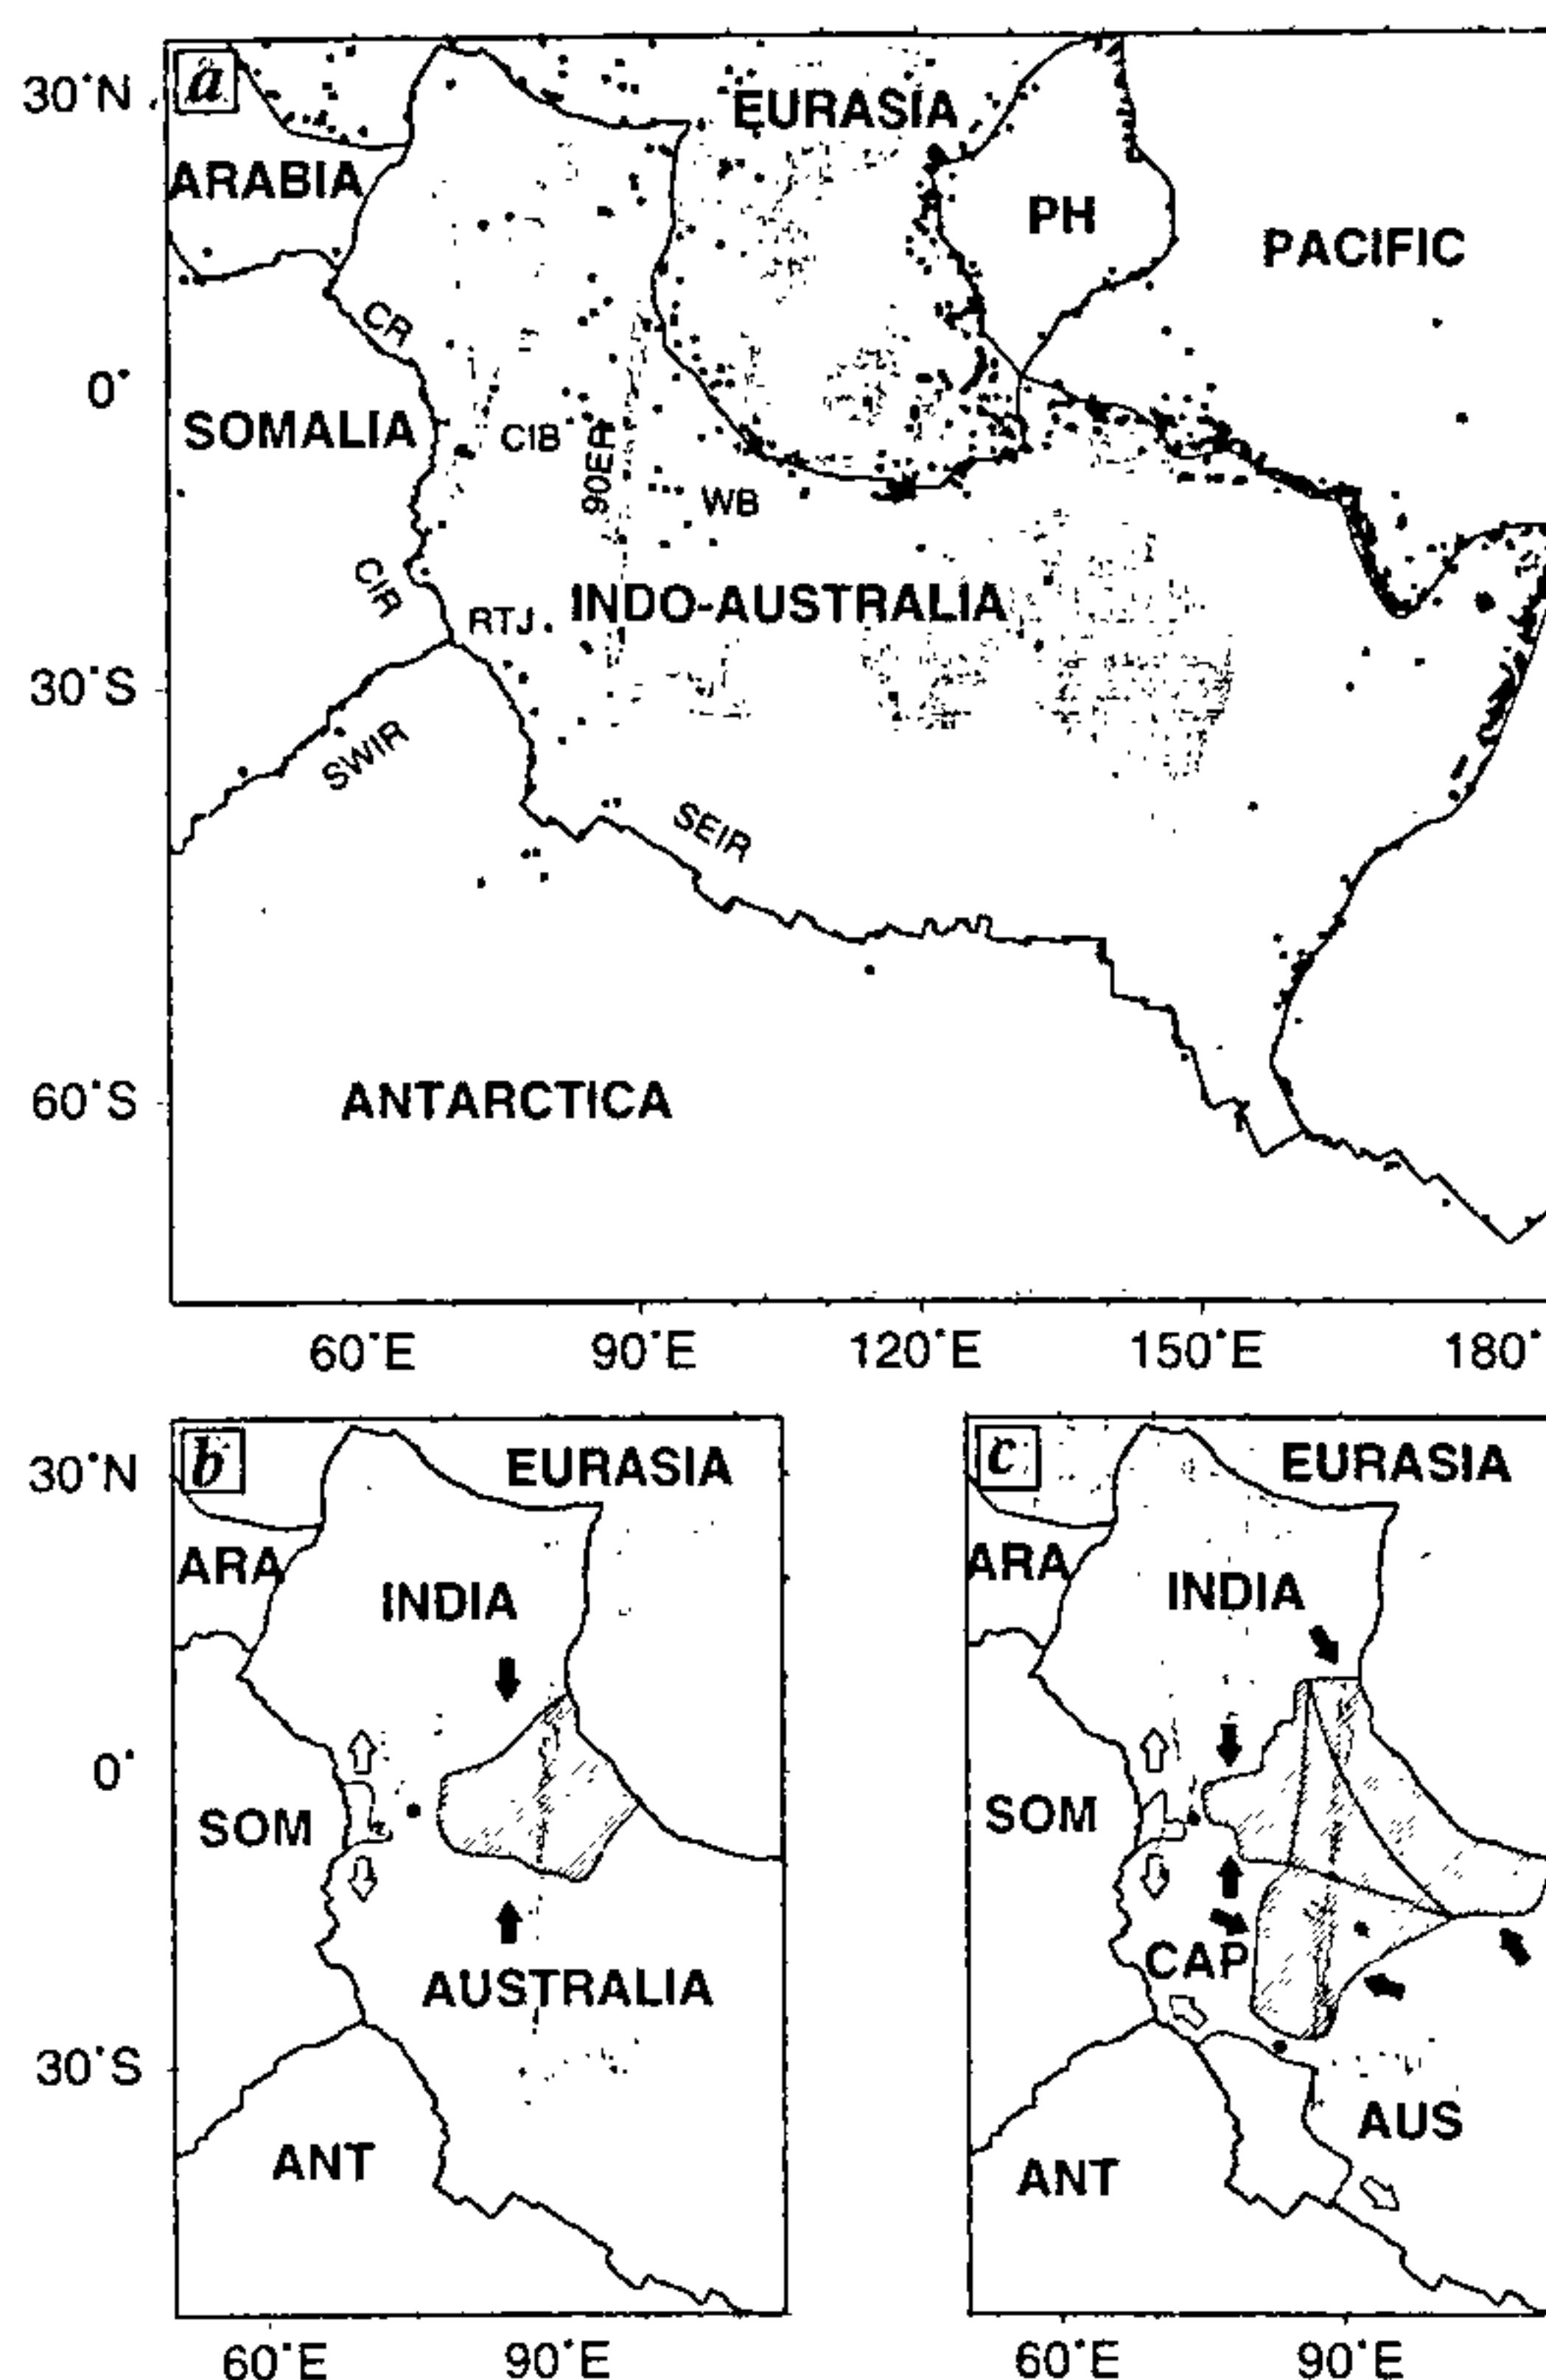 30°N
a
EURASIA
ARABIA
PH
PACIFIC
CR
0°
SOMALIA
CIB
90ER
WB
CIR
RTJ
INDO-AUSTRALIA
30°S
SWIR
SEIR
60°S
ANTARCTICA
60°E 90°E 120°E 150°E 180°
b
30°N
EURASIA
ARA
INDIA
0°
SOM
AUSTRALIA
30°S
ANT
60°E 90°E
c
EURASIA
ARA
INDIA
SOM
CAP
AUS
ANT
60°E 90°E